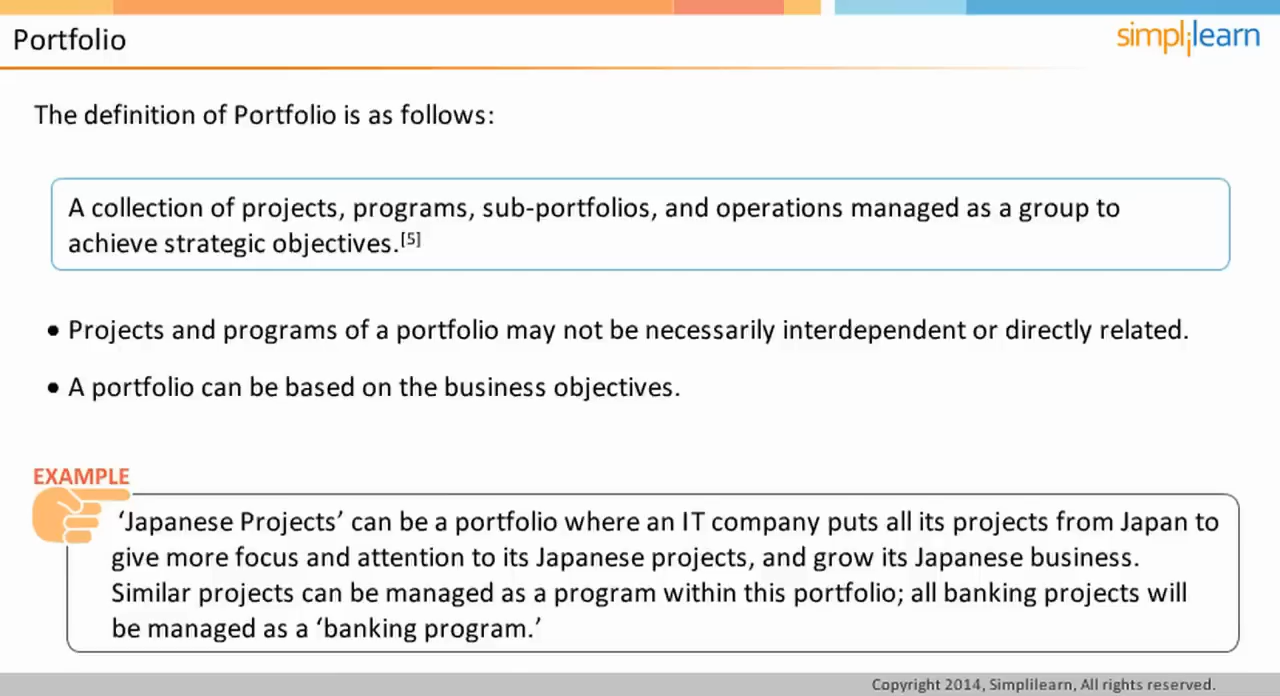 Portfolio
simplilearn
The definition of Portfolio is as follows:
A collection of projects, programs, sub-portfolios, and operations managed as a group to
achieve strategic objectives.[5]
• Projects and programs of a portfolio may not be necessarily interdependent or directly related.
• A portfolio can be based on the business objectives.
EXAMPLE
‘Japanese Projects’ can be a portfolio where an IT company puts all its projects from Japan to
give more focus and attention to its Japanese projects, and grow its Japanese business.
Similar projects can be managed as a program within this portfolio; all banking projects will
be managed as a ‘banking program.’
Copyright 2014, Simplilearn, All rights reserved.